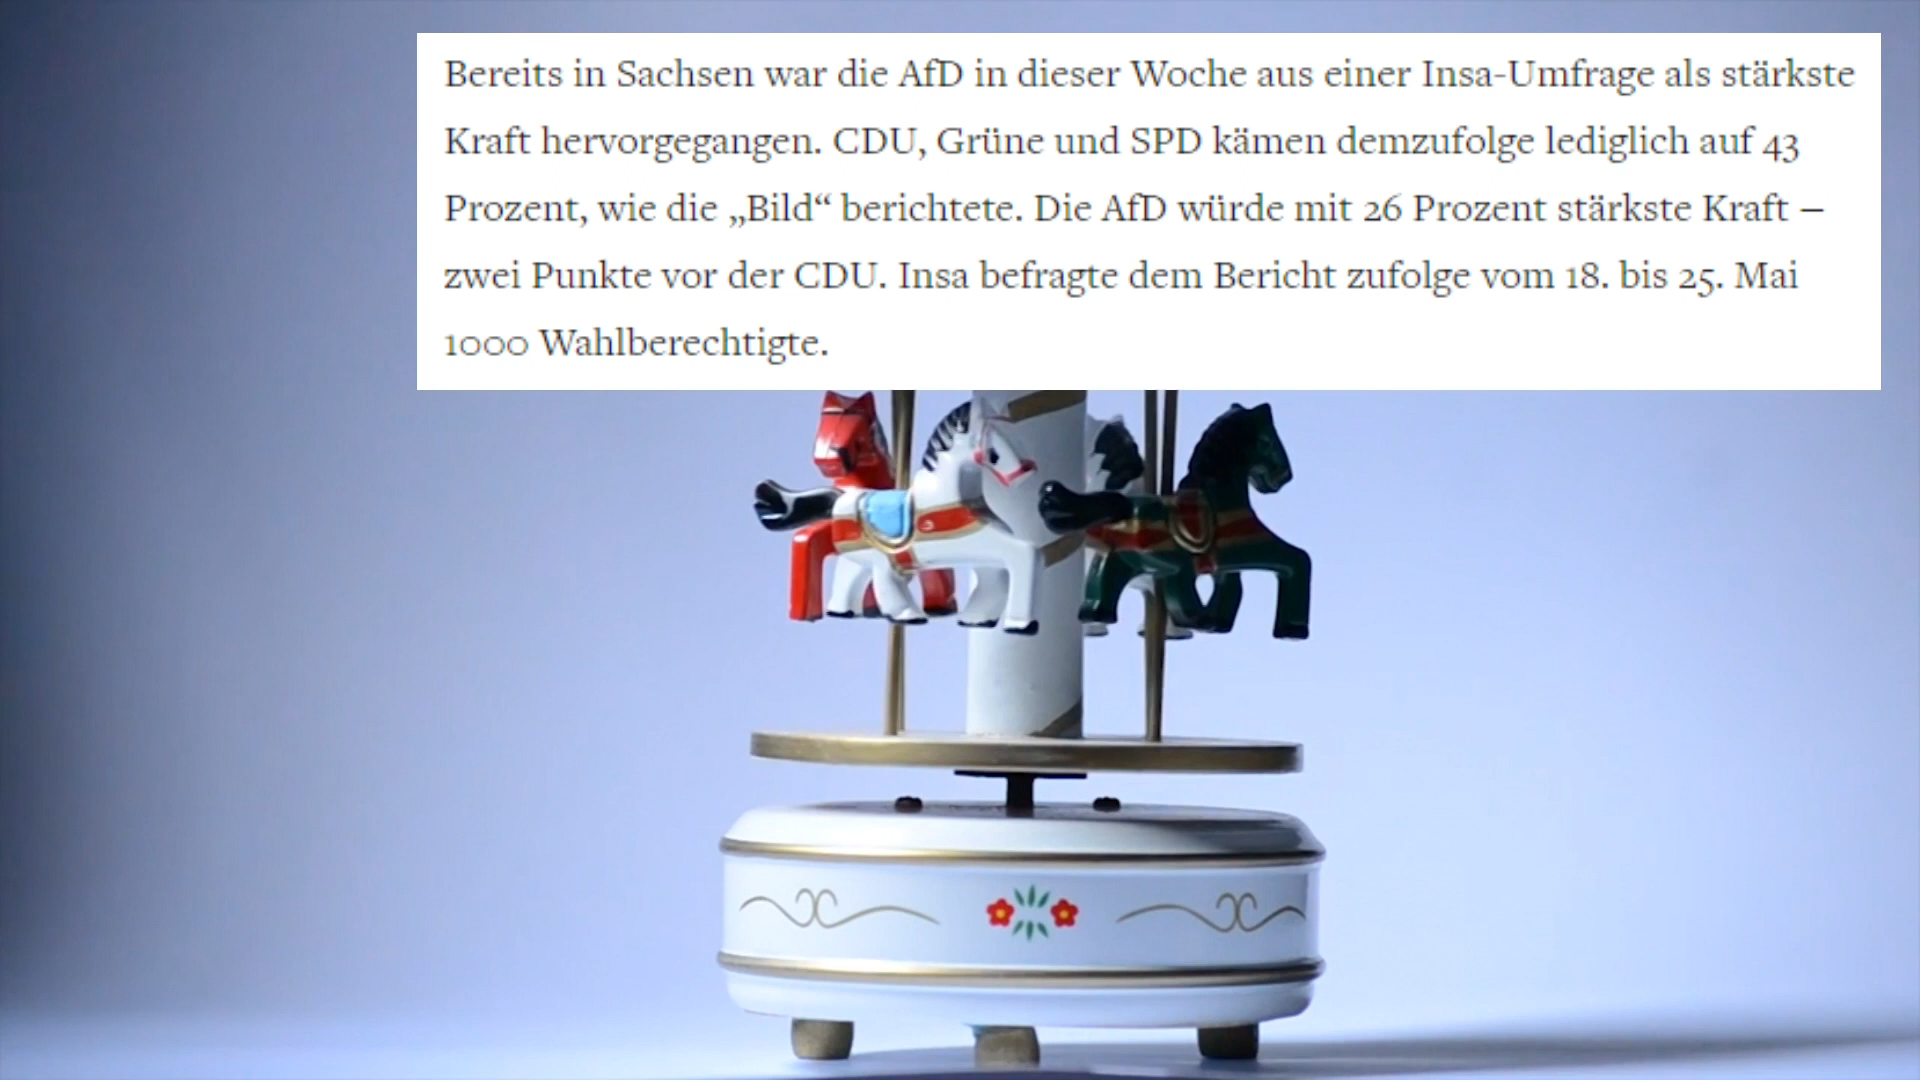 Bereits in Sachsen war die AfD in dieser Woche aus einer Insa-Umfrage als stärkste
Kraft hervorgegangen. CDU, Grüne und SPD kämen demzufolge lediglich auf 43
Prozent, wie die „Bild“ berichtete. Die AfD würde mit 26 Prozent stärkste Kraft –
zwei Punkte vor der CDU. Insa befragte dem Bericht zufolge vom 18. bis 25. Mai
1000 Wahlberechtigte.